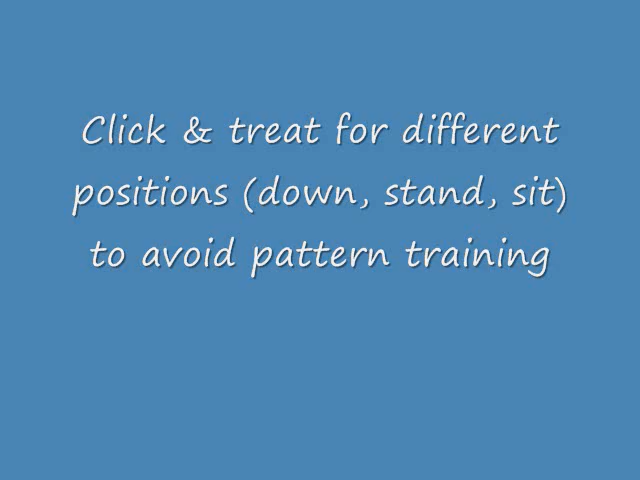 Click & treat for different
positions (down, stand, sit)
to avoid pattern training